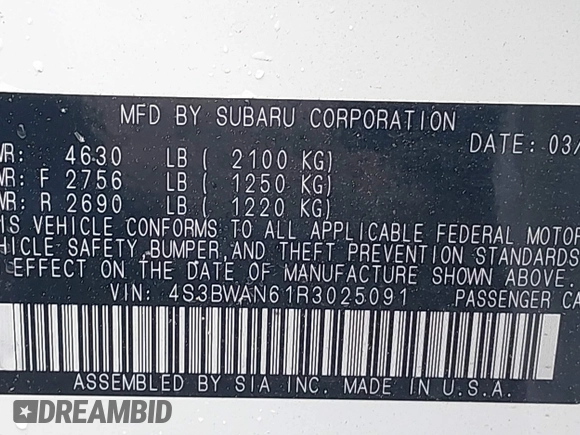 MFD BY SUBARU CORPORATION
DATE: 03/
WR: 4630 LB ( 2100 KG)
WR: F 2756 LB ( 1250 KG)
WR: R 2690 LB ( 1220 KG)
IS VEHICLE CONFORMS TO ALL APPLICABLE FEDERAL MOTOR
HICLE SAFETY, BUMPER, AND THEFT PREVENTION STANDARDS
EFFECT ON THE DATE OF MANUFACTURE SHOWN ABOVE.
VIN: 4S3BWAN61R3025091 PASSENGER CA
ASSEMBLED BY SIA INC. MADE IN U.S.A.
DREAMBID